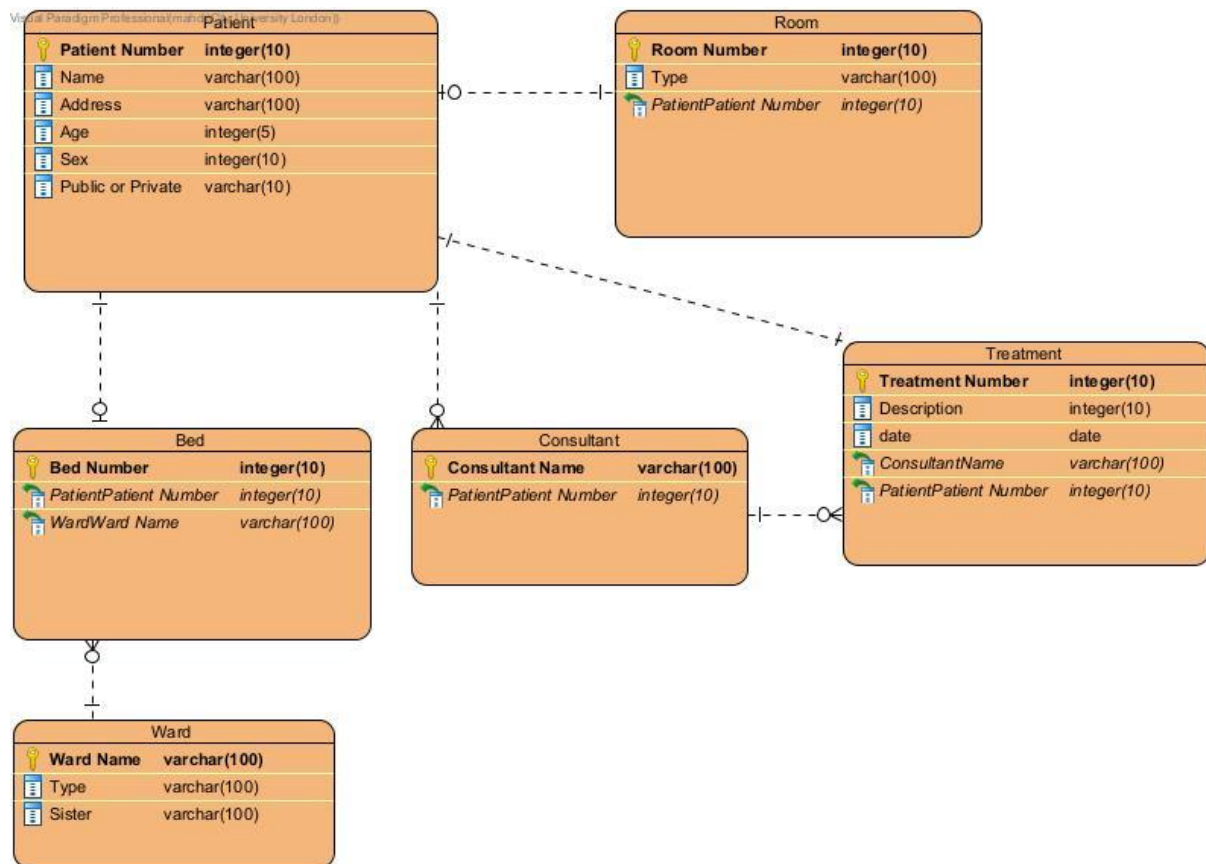 Visual Paradigm Professional
Patient
Patient Number integer(10)
Name varchar(100)
Address varchar(100)
Age integer(5)
Sex integer(10)
Public or Private varchar(10)
Room
Room Number integer(10)
Type varchar(100)
PatientPatient Number integer(10)
Treatment
Treatment Number integer(10)
Description integer(10)
date date
ConsultantName varchar(100)
PatientPatient Number integer(10)
Bed
Bed Number integer(10)
PatientPatient Number integer(10)
WardWard Name varchar(100)
Consultant
Consultant Name varchar(100)
PatientPatient Number integer(10)
Ward
Ward Name varchar(100)
Type varchar(100)
Sister varchar(100)